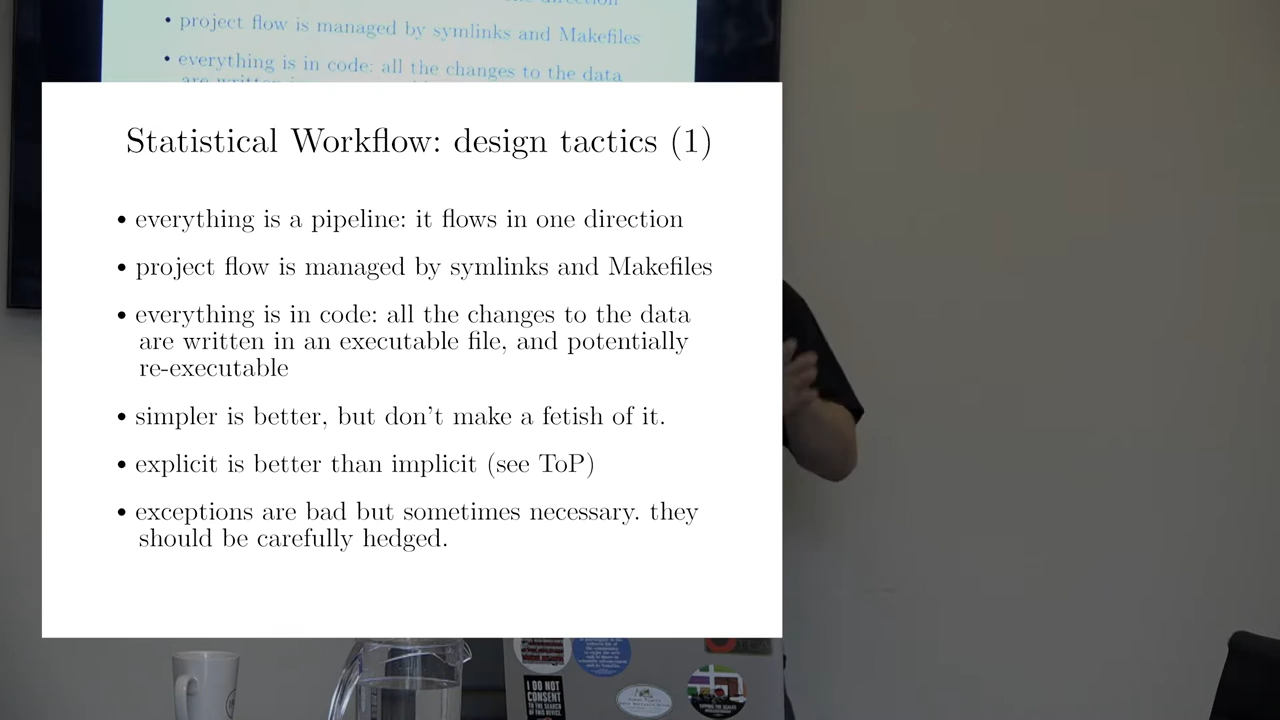 direction
• project flow is managed by symlinks and Makefiles
• everything is in code: all the changes to the data
Statistical Workflow: design tactics (1)
• everything is a pipeline: it flows in one direction
• project flow is managed by symlinks and Makefiles
• everything is in code: all the changes to the data
are written in an executable file, and potentially
re-executable
• simpler is better, but don't make a fetish of it.
• explicit is better than implicit (see ToP)
• exceptions are bad but sometimes necessary. they
should be carefully hedged.
I DO NOT
CONSENT
TO THE SEARCH
OF THIS DEVICE